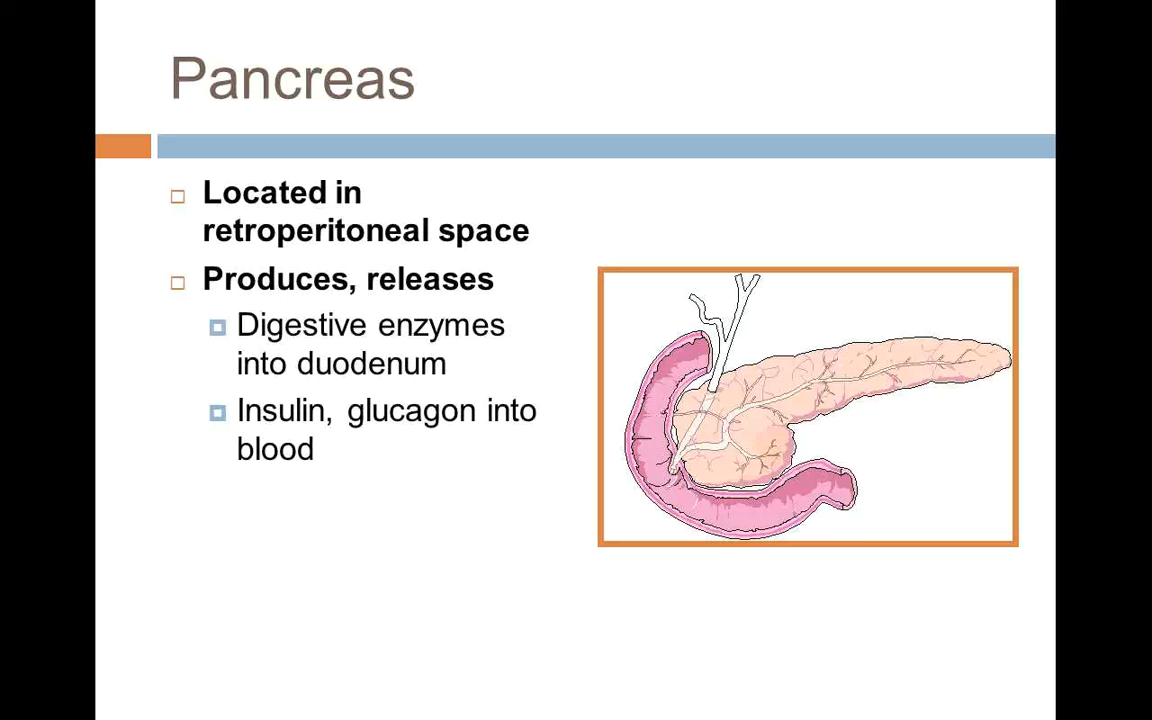 Pancreas
Located in
retroperitoneal space
Produces, releases
Digestive enzymes
into duodenum
Insulin, glucagon into
blood